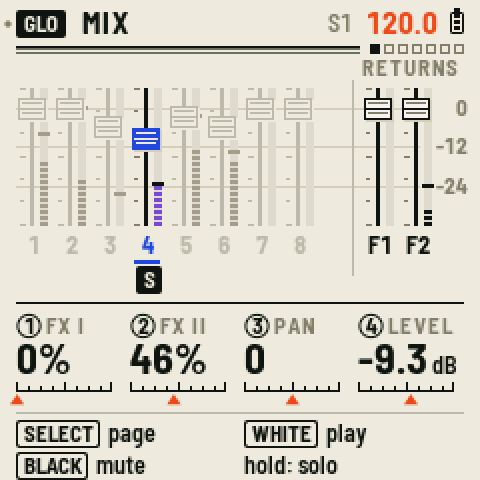 GLO MIX S1 120.0
RETURNS
0
-12
-24
1 2 3 4 5 6 7 8 F1 F2
S
1 FX I 2 FX II 3 PAN 4 LEVEL
0% 46% 0 -9.3 dB
SELECT page WHITE play
BLACK mute hold: solo